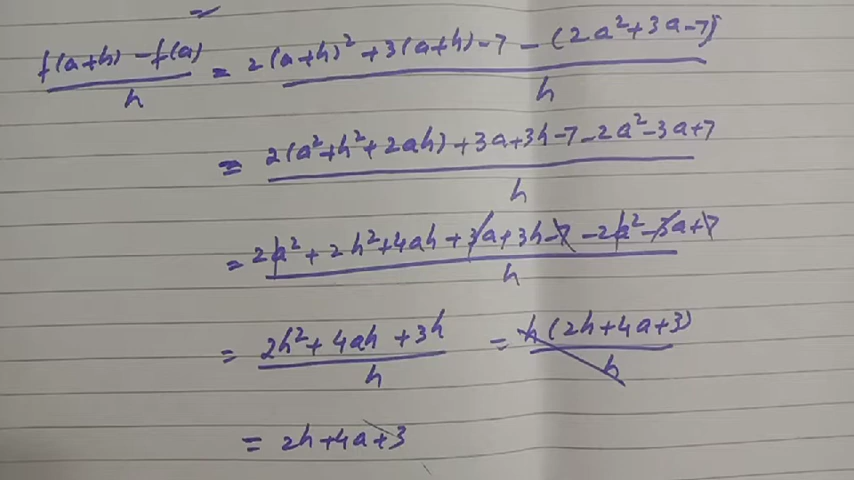 f(a+h) - f(a) / h = 2(a+h)² + 3(a+h) - 7 - (2a² + 3a - 7) / h
= 2(a² + h² + 2ah) + 3a + 3h - 7 - 2a² - 3a + 7 / h
= 2a² + 2h² + 4ah + 3a + 3h - 7 - 2a² - 3a + 7 / h
= 2h² + 4ah + 3h / h = h(2h + 4a + 3) / h
= 2h + 4a + 3